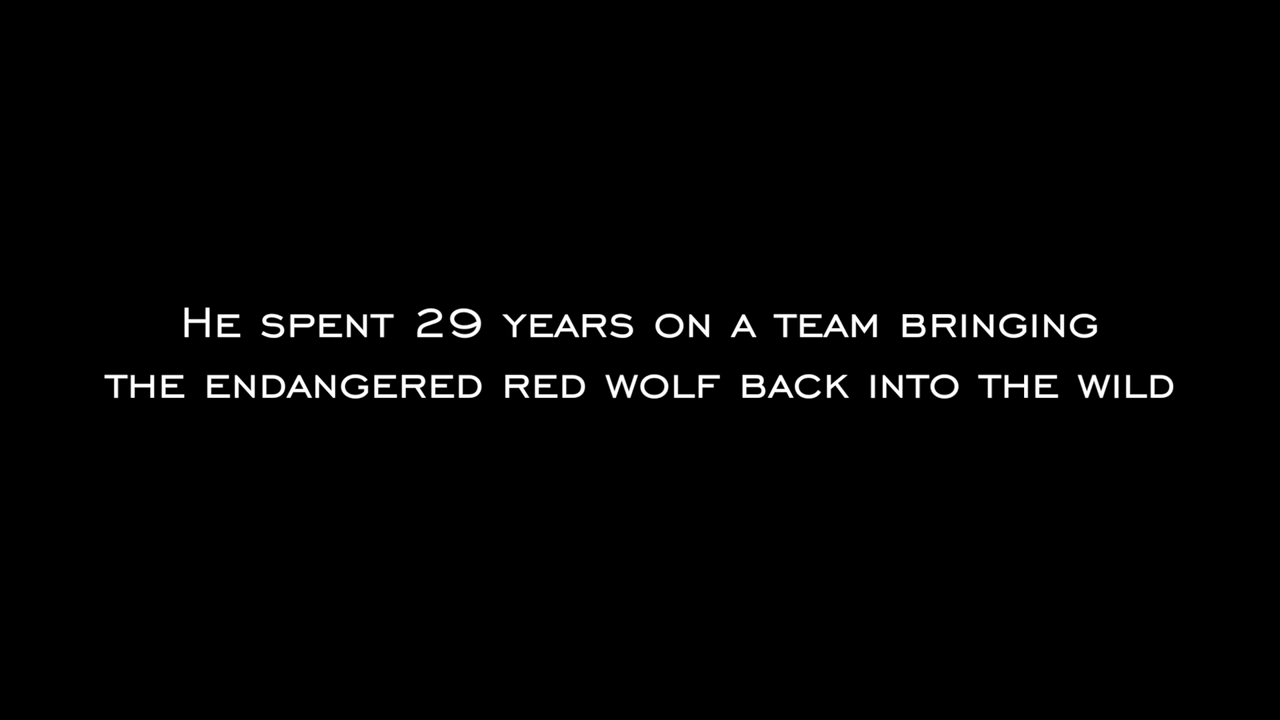 He spent 29 years on a team bringing
the endangered red wolf back into the wild